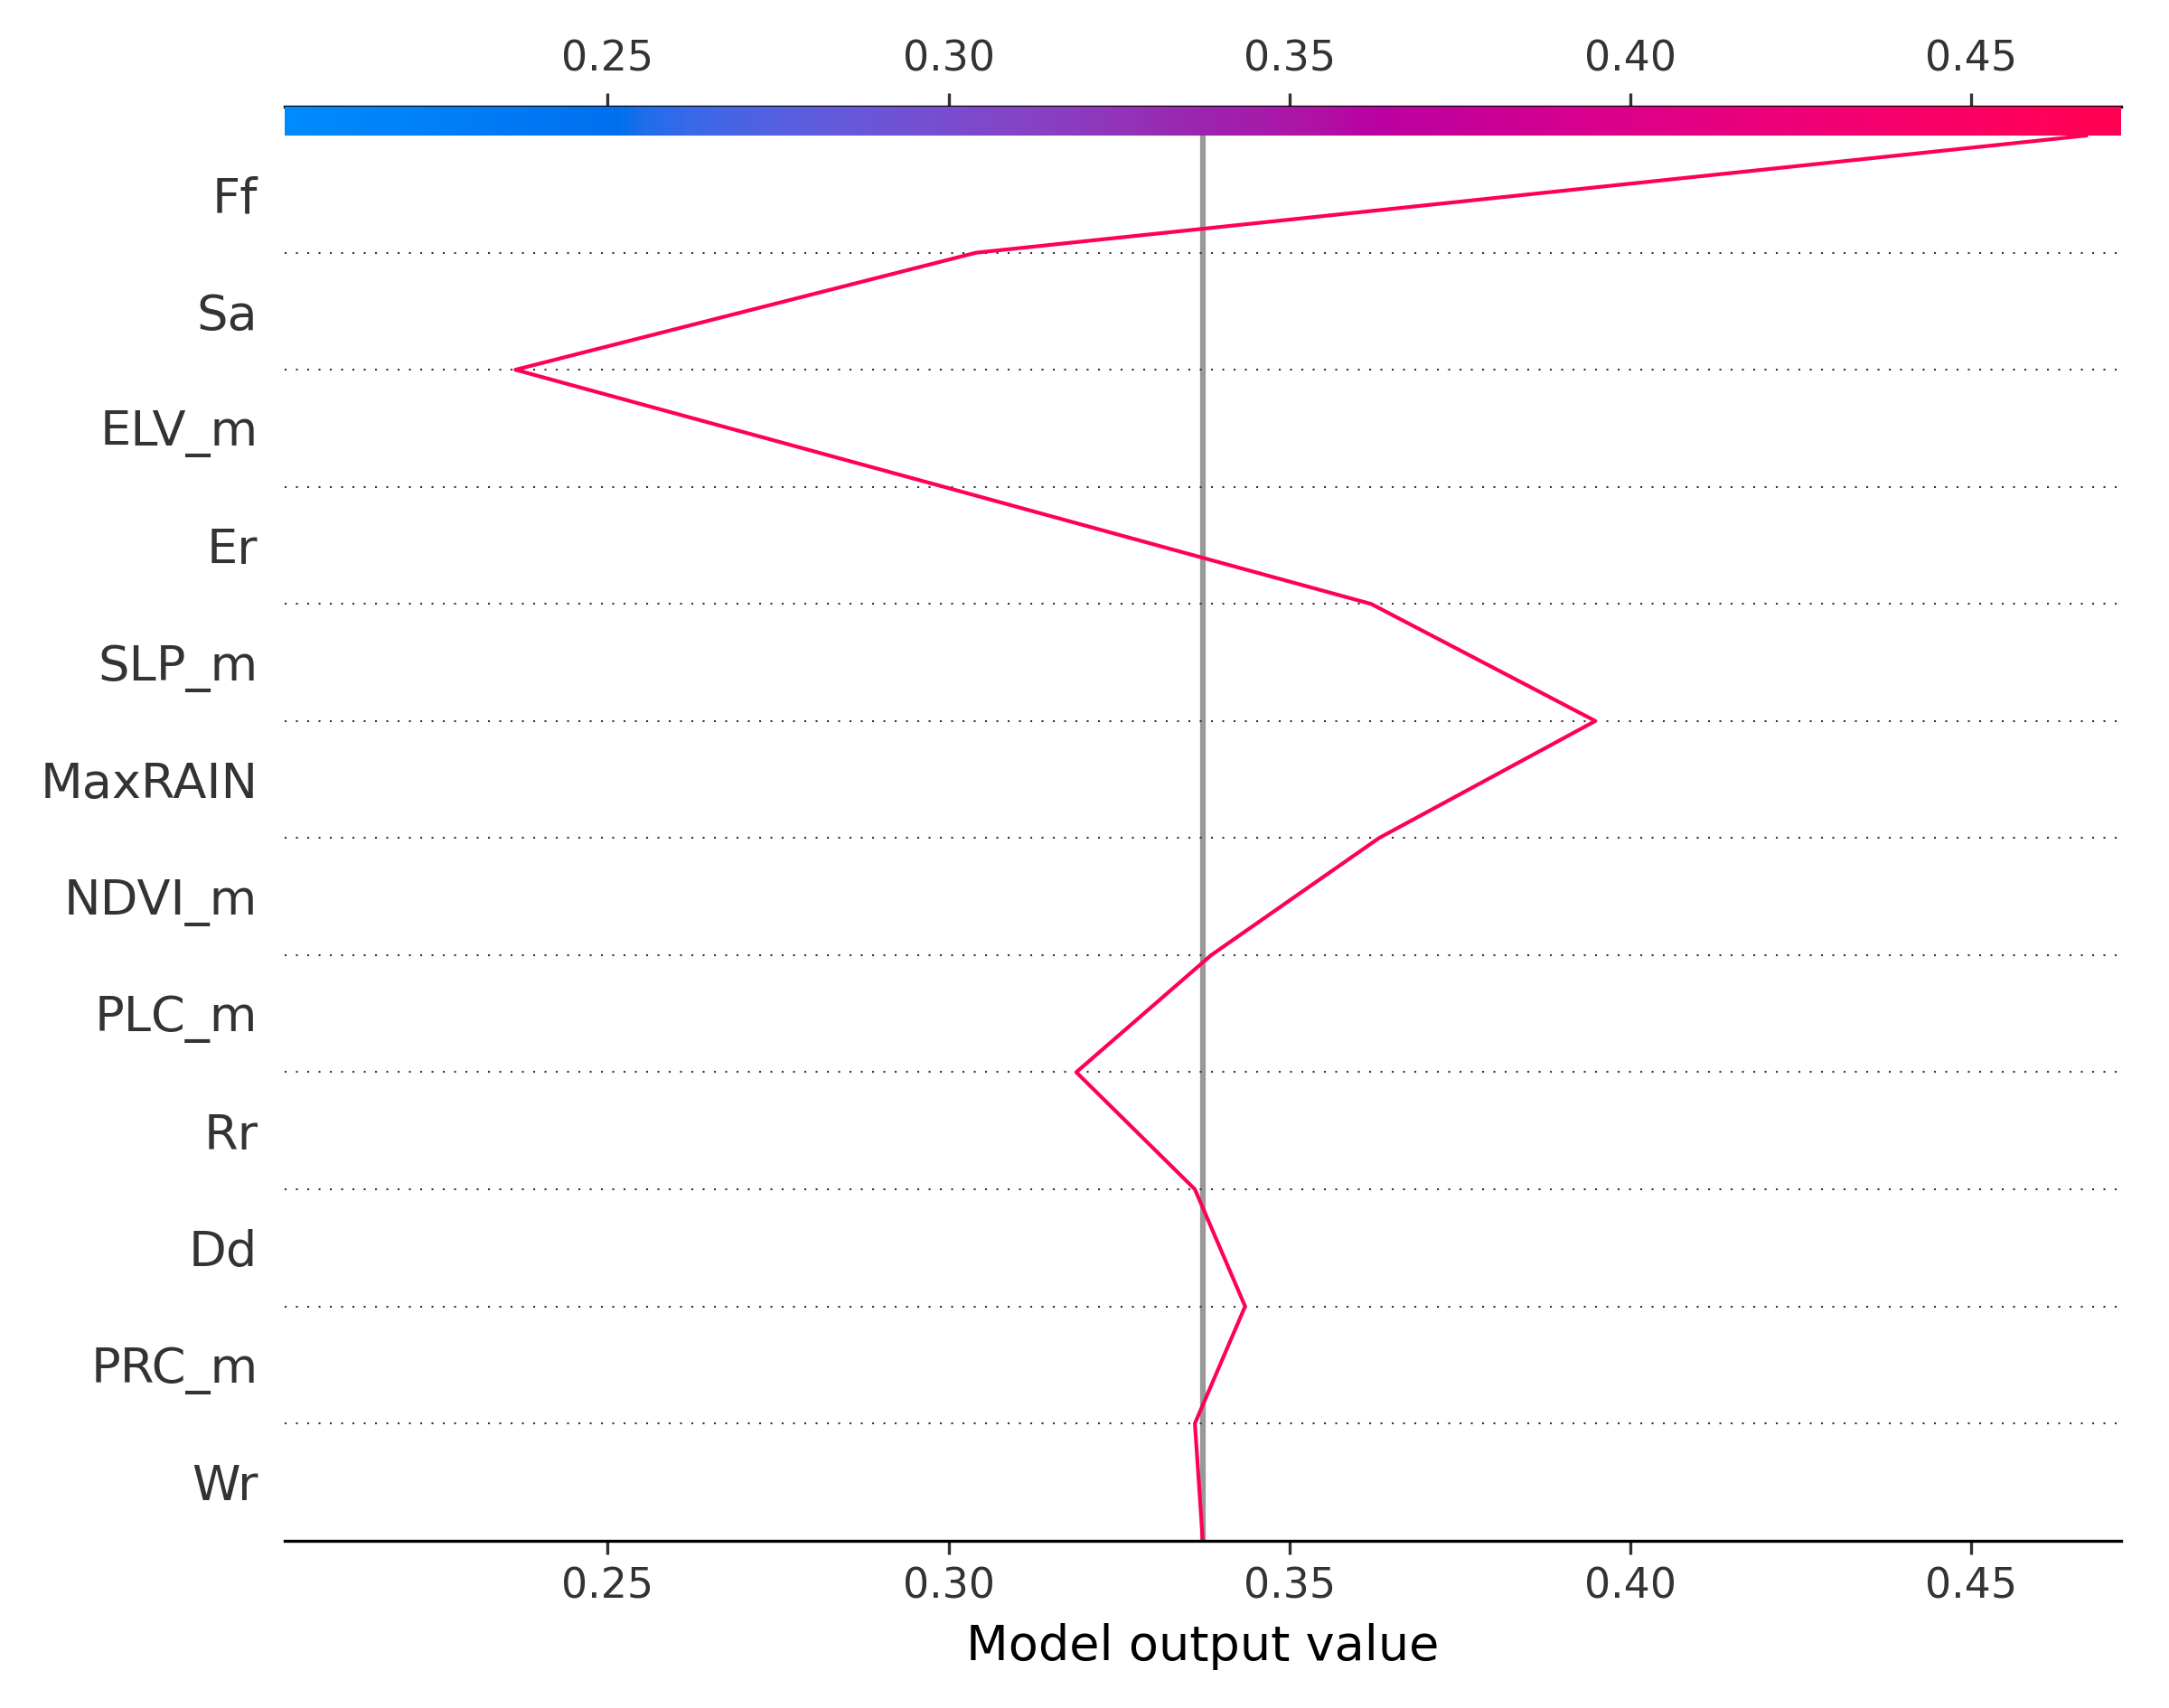 0.25 0.30 0.35 0.40 0.45
Ff
Sa
ELV_m
Er
SLP_m
MaxRAIN
NDVI_m
PLC_m
Rr
Dd
PRC_m
Wr
0.25 0.30 0.35 0.40 0.45
Model output value